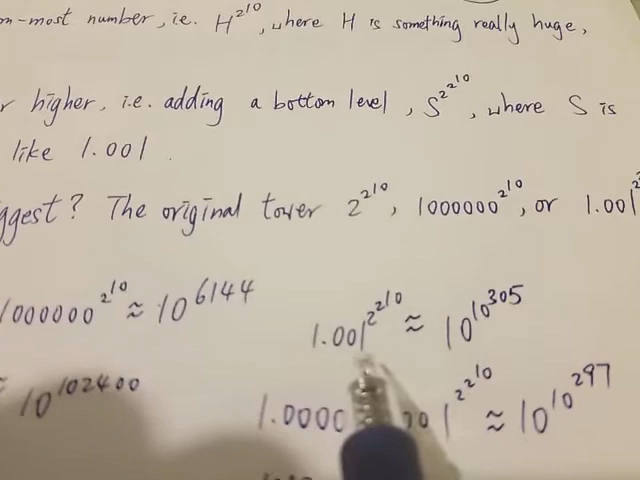 m-most number, i.e. H^2^10, where H is something really huge,
r higher, i.e. adding a bottom level, S^2^2^10, where S is
like 1.001.
ggest? The original tower 2^2^10, 1000000^2^10, or 1.001^2
1000000^2^10 ≈ 10^6144
1.001^2^2^10 ≈ 10^10^305
≈ 10^102400
1.0000 001^2^2^10 ≈ 10^10^297